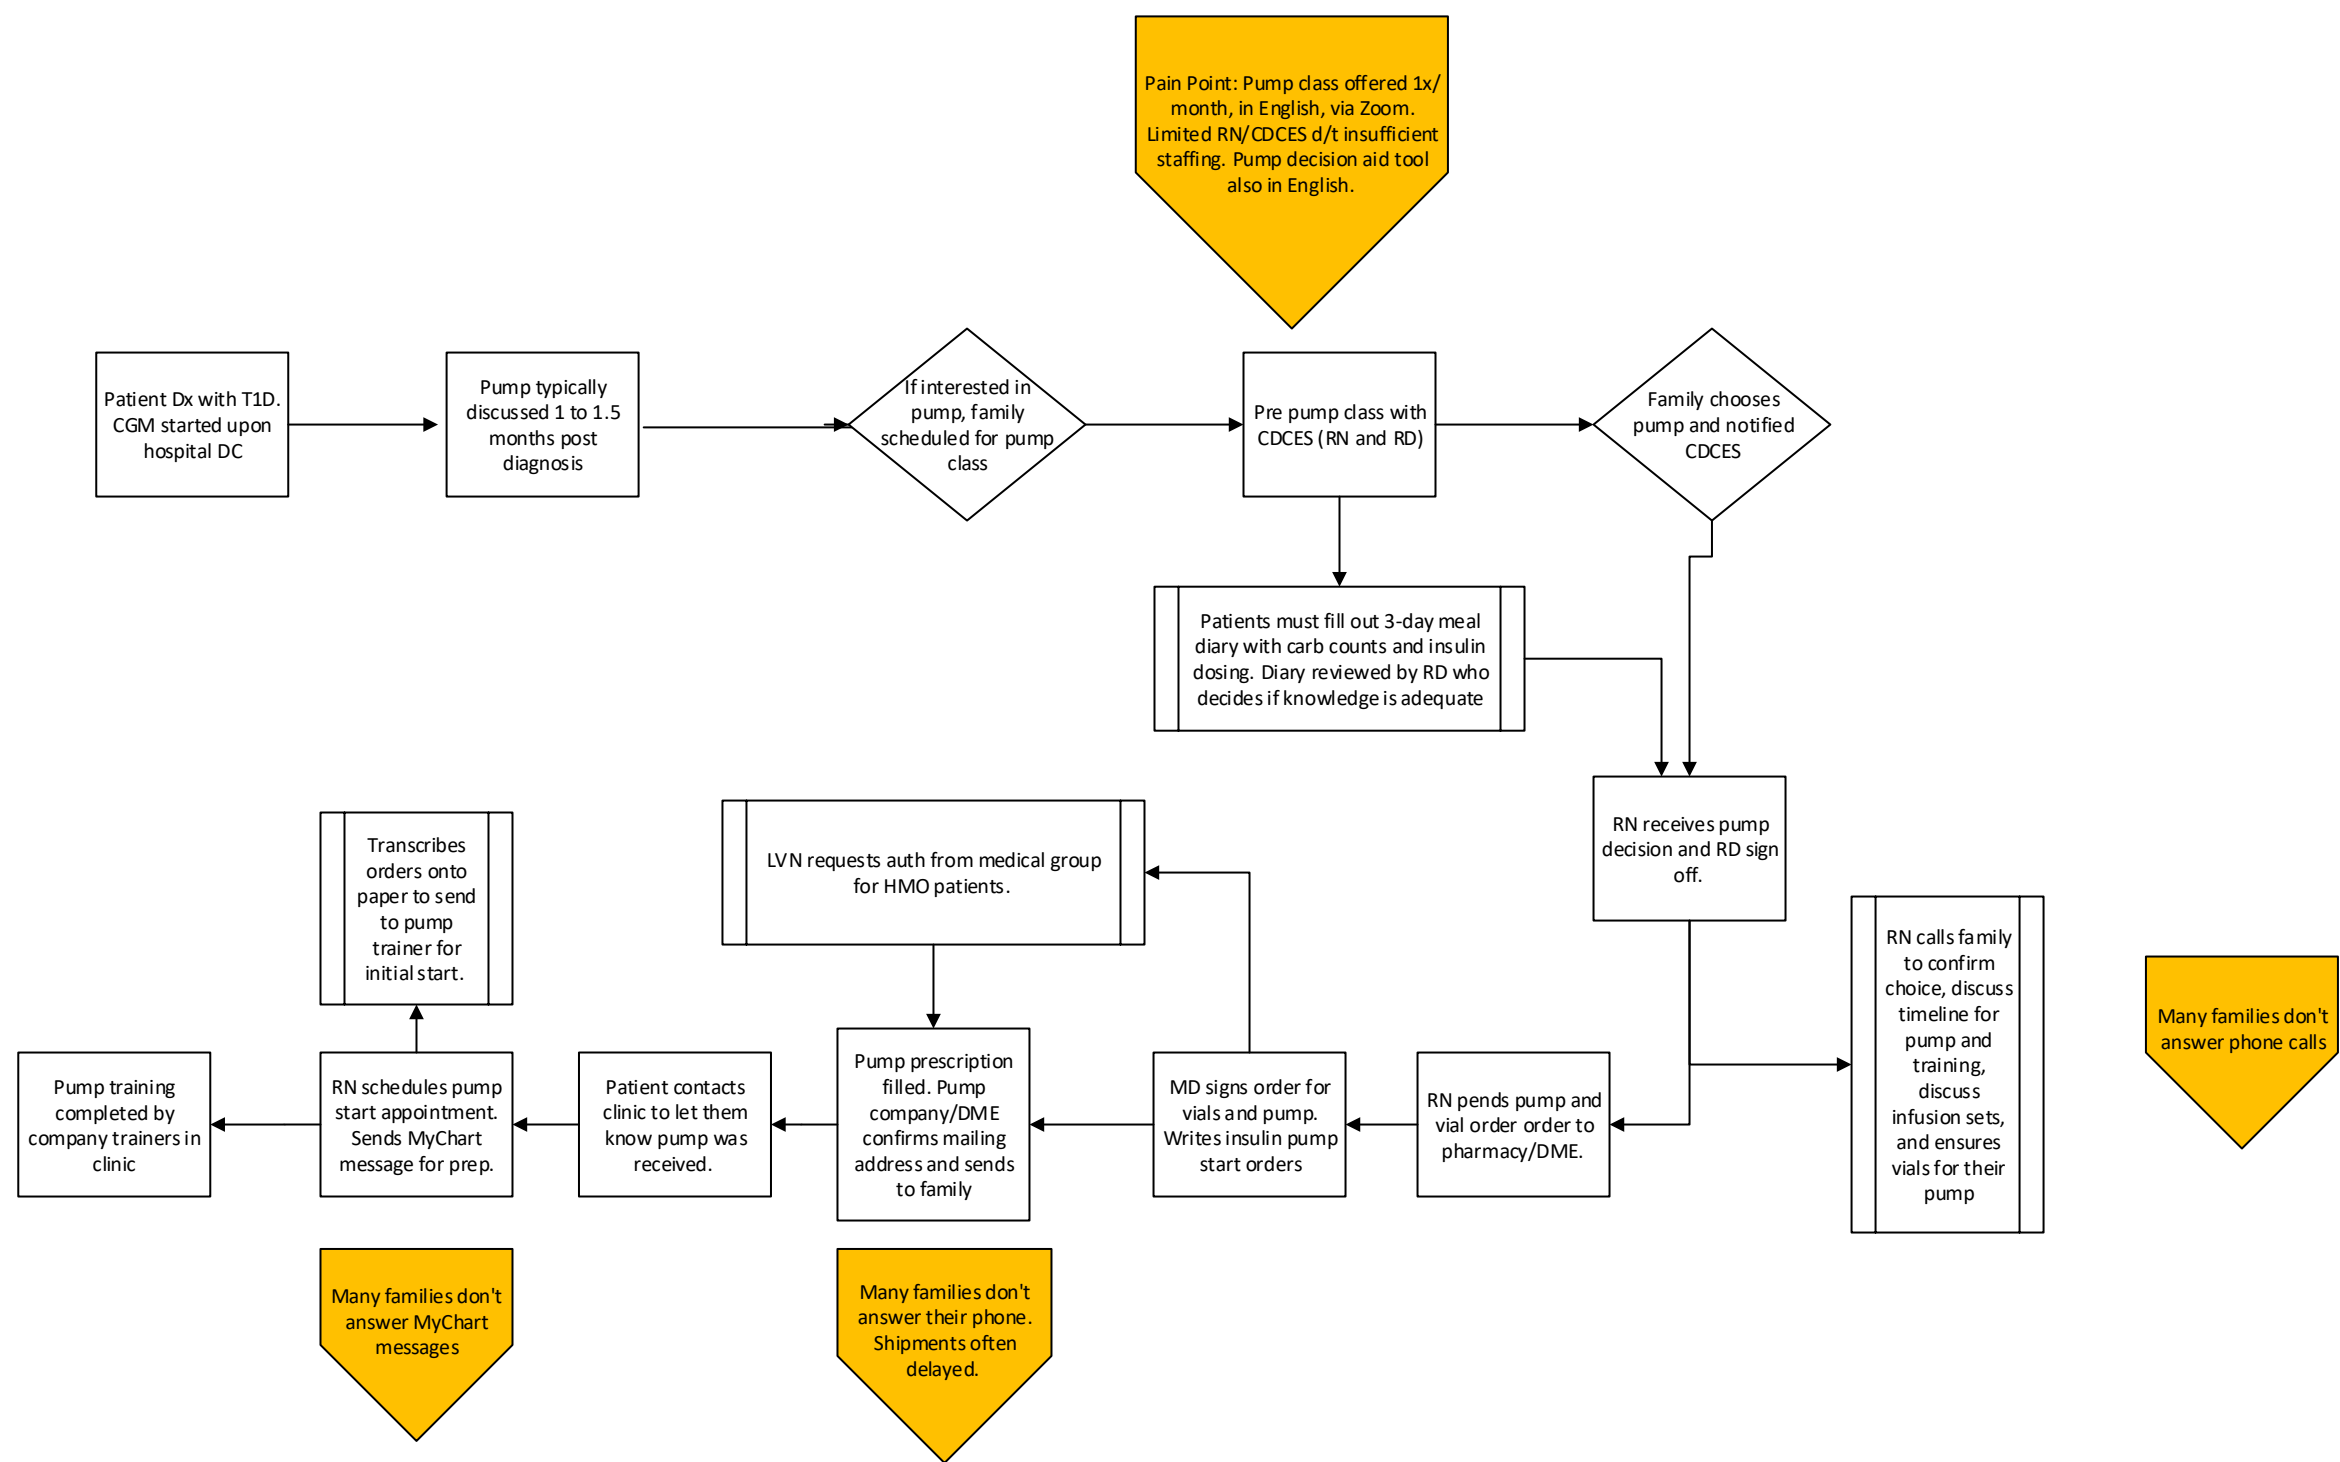 Pain Point: Pump class offered 1x/
month, in English, via Zoom.
Limited RN/CDCES d/t insufficient
staffing. Pump decision aid tool
also in English.
Patient Dx with T1D.
CGM started upon
hospital DC
Pump typically
discussed 1 to 1.5
months post
diagnosis
If interested in
pump, family
scheduled for pump
class
Pre pump class with
CDCES (RN and RD)
Family chooses
pump and notified
CDCES
Patients must fill out 3-day meal
diary with carb counts and insulin
dosing. Diary reviewed by RD who
decides if knowledge is adequate
RN receives pump
decision and RD sign
off.
RN calls family
to confirm
choice, discuss
timeline for
pump and
training,
discuss
infusion sets,
and ensures
vials for their
pump
Many families don't
answer phone calls
RN pends pump and
vial order order to
pharmacy/DME.
MD signs order for
vials and pump.
Writes insulin pump
start orders
LVN requests auth from medical group
for HMO patients.
Pump prescription
filled. Pump
company/DME
confirms mailing
address and sends
to family
Many families don't
answer their phone.
Shipments often
delayed.
Patient contacts
clinic to let them
know pump was
received.
RN schedules pump
start appointment.
Sends MyChart
message for prep.
Transcribes
orders onto
paper to send
to pump
trainer for
initial start.
Many families don't
answer MyChart
messages
Pump training
completed by
company trainers in
clinic